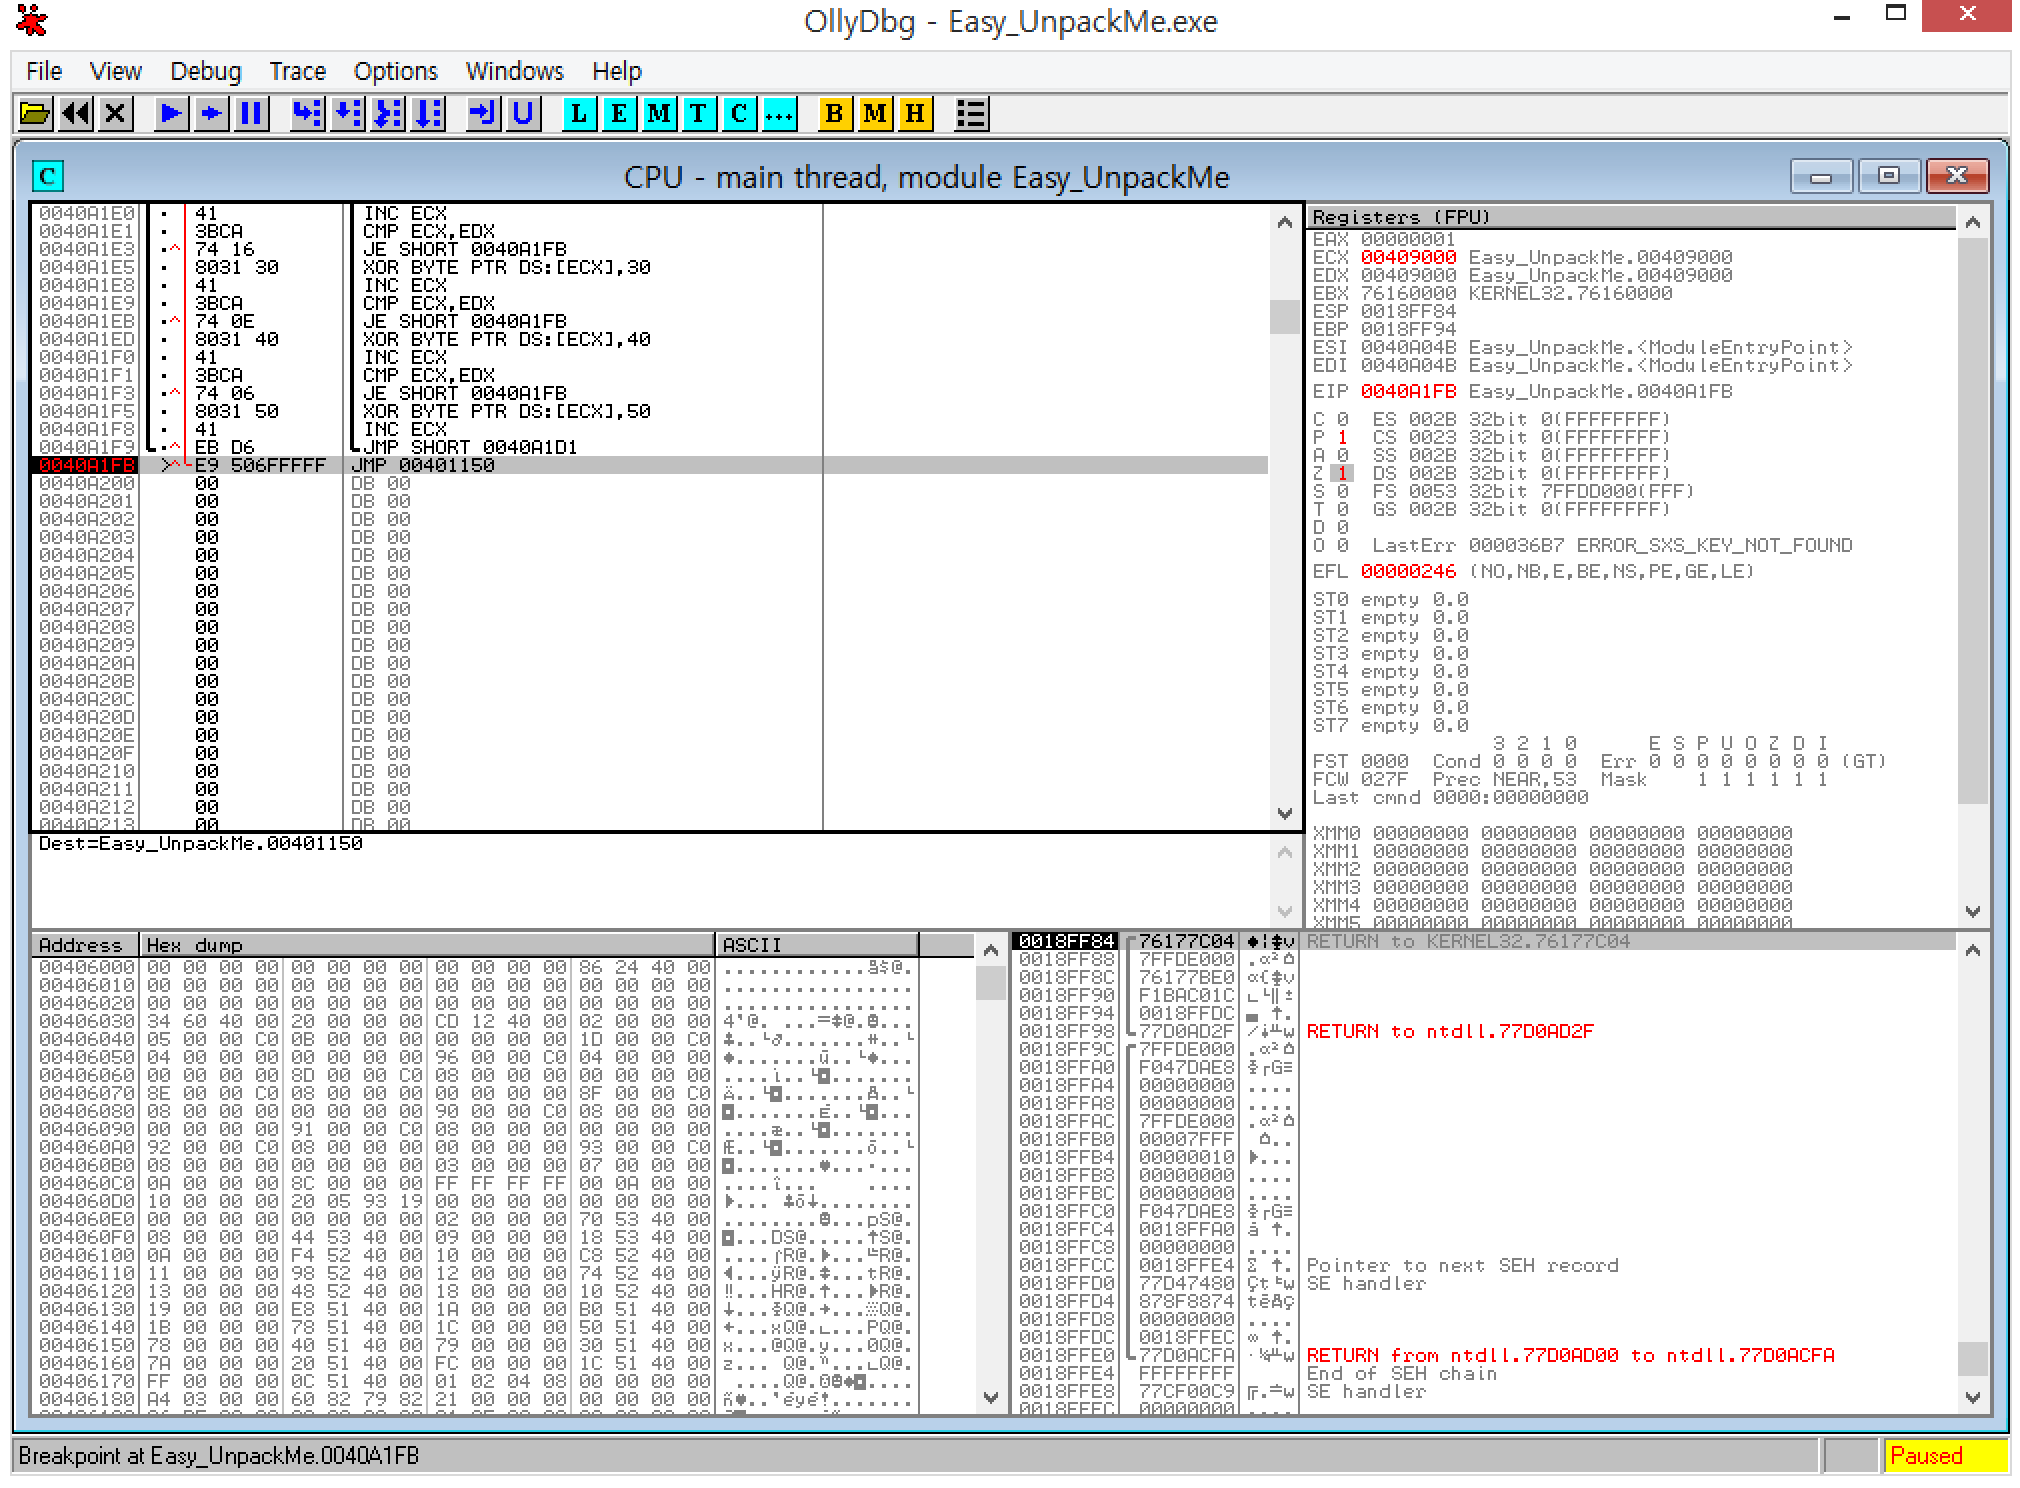 OllyDbg - Easy_UnpackMe.exe
File View Debug Trace Options Windows Help
L E M T C ... B M H
C CPU - main thread, module Easy_UnpackMe
0040A1E0 41 INC ECX
0040A1E1 3BCA CMP ECX,EDX
0040A1E3 74 16 JE SHORT 0040A1FB
0040A1E5 8031 30 XOR BYTE PTR DS:[ECX],30
0040A1E8 41 INC ECX
0040A1E9 3BCA CMP ECX,EDX
0040A1EB 74 0E JE SHORT 0040A1FB
0040A1ED 8031 40 XOR BYTE PTR DS:[ECX],40
0040A1F0 41 INC ECX
0040A1F1 3BCA CMP ECX,EDX
0040A1F3 74 06 JE SHORT 0040A1FB
0040A1F5 8031 50 XOR BYTE PTR DS:[ECX],50
0040A1F8 41 INC ECX
0040A1F9 EB D6 JMP SHORT 0040A1D1
0040A1FB E9 506FFFFF JMP 00401150
0040A200 00 DB 00
0040A201 00 DB 00
0040A202 00 DB 00
0040A203 00 DB 00
0040A204 00 DB 00
0040A205 00 DB 00
0040A206 00 DB 00
0040A207 00 DB 00
0040A208 00 DB 00
0040A209 00 DB 00
0040A20A 00 DB 00
0040A20B 00 DB 00
0040A20C 00 DB 00
0040A20D 00 DB 00
0040A20E 00 DB 00
0040A20F 00 DB 00
0040A210 00 DB 00
0040A211 00 DB 00
0040A212 00 DB 00
0040A213 00 DB 00
Dest=Easy_UnpackMe.00401150
Registers (FPU)
EAX 00000001
ECX 00409000 Easy_UnpackMe.00409000
EDX 00409000 Easy_UnpackMe.00409000
EBX 76160000 KERNEL32.76160000
ESP 0018FF84
EBP 0018FF94
ESI 0040A04B Easy_UnpackMe.<ModuleEntryPoint>
EDI 0040A04B Easy_UnpackMe.<ModuleEntryPoint>
EIP 0040A1FB Easy_UnpackMe.0040A1FB
C 0 ES 002B 32bit 0(FFFFFFFF)
P 1 CS 0023 32bit 0(FFFFFFFF)
A 0 SS 002B 32bit 0(FFFFFFFF)
Z 1 DS 002B 32bit 0(FFFFFFFF)
S 0 FS 0053 32bit 7FFDD000(FFF)
T 0 GS 002B 32bit 0(FFFFFFFF)
D 0
O 0 LastErr 000036B7 ERROR_SXS_KEY_NOT_FOUND
EFL 00000246 (NO,NB,E,BE,NS,PE,GE,LE)
ST0 empty 0.0
ST1 empty 0.0
ST2 empty 0.0
ST3 empty 0.0
ST4 empty 0.0
ST5 empty 0.0
ST6 empty 0.0
ST7 empty 0.0
3 2 1 0 E S P U O Z D I
FST 0000 Cond 0 0 0 0 Err 0 0 0 0 0 0 0 0 (GT)
FCW 027F Prec NEAR,53 Mask 1 1 1 1 1 1
Last cmnd 0000:00000000
XMM0 00000000 00000000 00000000 00000000
XMM1 00000000 00000000 00000000 00000000
XMM2 00000000 00000000 00000000 00000000
XMM3 00000000 00000000 00000000 00000000
XMM4 00000000 00000000 00000000 00000000
XMM5 00000000 00000000 00000000 00000000
Address Hex dump ASCII
00406000 00 00 00 00 00 00 00 00 00 00 00 00 86 24 40 00
00406010 00 00 00 00 00 00 00 00 00 00 00 00 00 00 00 00
00406020 00 00 00 00 00 00 00 00 00 00 00 00 00 00 00 00
00406030 34 60 40 00 20 00 00 00 CD 12 40 00 02 00 00 00
00406040 05 00 00 C0 0B 00 00 00 00 00 00 00 1D 00 00 C0
00406050 04 00 00 00 00 00 00 00 96 00 00 C0 04 00 00 00
00406060 00 00 00 00 8D 00 00 C0 08 00 00 00 00 00 00 00
00406070 8E 00 00 C0 08 00 00 00 00 00 00 00 8F 00 00 C0
00406080 08 00 00 00 00 00 00 00 90 00 00 C0 08 00 00 00
00406090 00 00 00 00 91 00 00 C0 08 00 00 00 00 00 00 00
004060A0 92 00 00 C0 08 00 00 00 00 00 00 00 93 00 00 C0
004060B0 08 00 00 00 00 00 00 00 03 00 00 00 07 00 00 00
004060C0 0A 00 00 00 8C 00 00 00 FF FF FF FF 00 0A 00 00
004060D0 10 00 00 00 20 05 93 19 00 00 00 00 00 00 00 00
004060E0 00 00 00 00 00 00 00 00 02 00 00 00 70 53 40 00
004060F0 08 00 00 00 44 53 40 00 09 00 00 00 18 53 40 00
00406100 0A 00 00 00 F4 52 40 00 10 00 00 00 C8 52 40 00
00406110 11 00 00 00 98 52 40 00 12 00 00 00 74 52 40 00
00406120 13 00 00 00 48 52 40 00 18 00 00 00 10 52 40 00
00406130 19 00 00 00 E8 51 40 00 1A 00 00 00 B0 51 40 00
00406140 1B 00 00 00 78 51 40 00 1C 00 00 00 50 51 40 00
00406150 78 00 00 00 40 51 40 00 79 00 00 00 30 51 40 00
00406160 7A 00 00 00 20 51 40 00 FC 00 00 00 1C 51 40 00
00406170 FF 00 00 00 0C 51 40 00 01 02 04 08 00 00 00 00
00406180 A4 03 00 00 60 82 79 82 21 00 00 00 00 00 00 00
0018FF84 76177C04 RETURN to KERNEL32.76177C04
0018FF88 7FFDE000
0018FF8C 76177BE0
0018FF90 F1BAC01C
0018FF94 0018FFDC
0018FF98 77D0AD2F RETURN to ntdll.77D0AD2F
0018FF9C 7FFDE000
0018FFA0 F047DAE8
0018FFA4 00000000
0018FFA8 00000000
0018FFAC 7FFDE000
0018FFB0 00007FFF
0018FFB4 00000010
0018FFB8 00000000
0018FFBC 00000000
0018FFC0 F047DAE8
0018FFC4 0018FFA0
0018FFC8 00000000
0018FFCC 0018FFE4 Pointer to next SEH record
0018FFD0 77D47480 SE handler
0018FFD4 878F8874
0018FFD8 00000000
0018FFDC 0018FFEC
0018FFE0 77D0ACFA RETURN from ntdll.77D0AD00 to ntdll.77D0ACFA
0018FFE4 FFFFFFFF End of SEH chain
0018FFE8 77CF00C9 SE handler
0018FFEC 00000000
Breakpoint at Easy_UnpackMe.0040A1FB
Paused